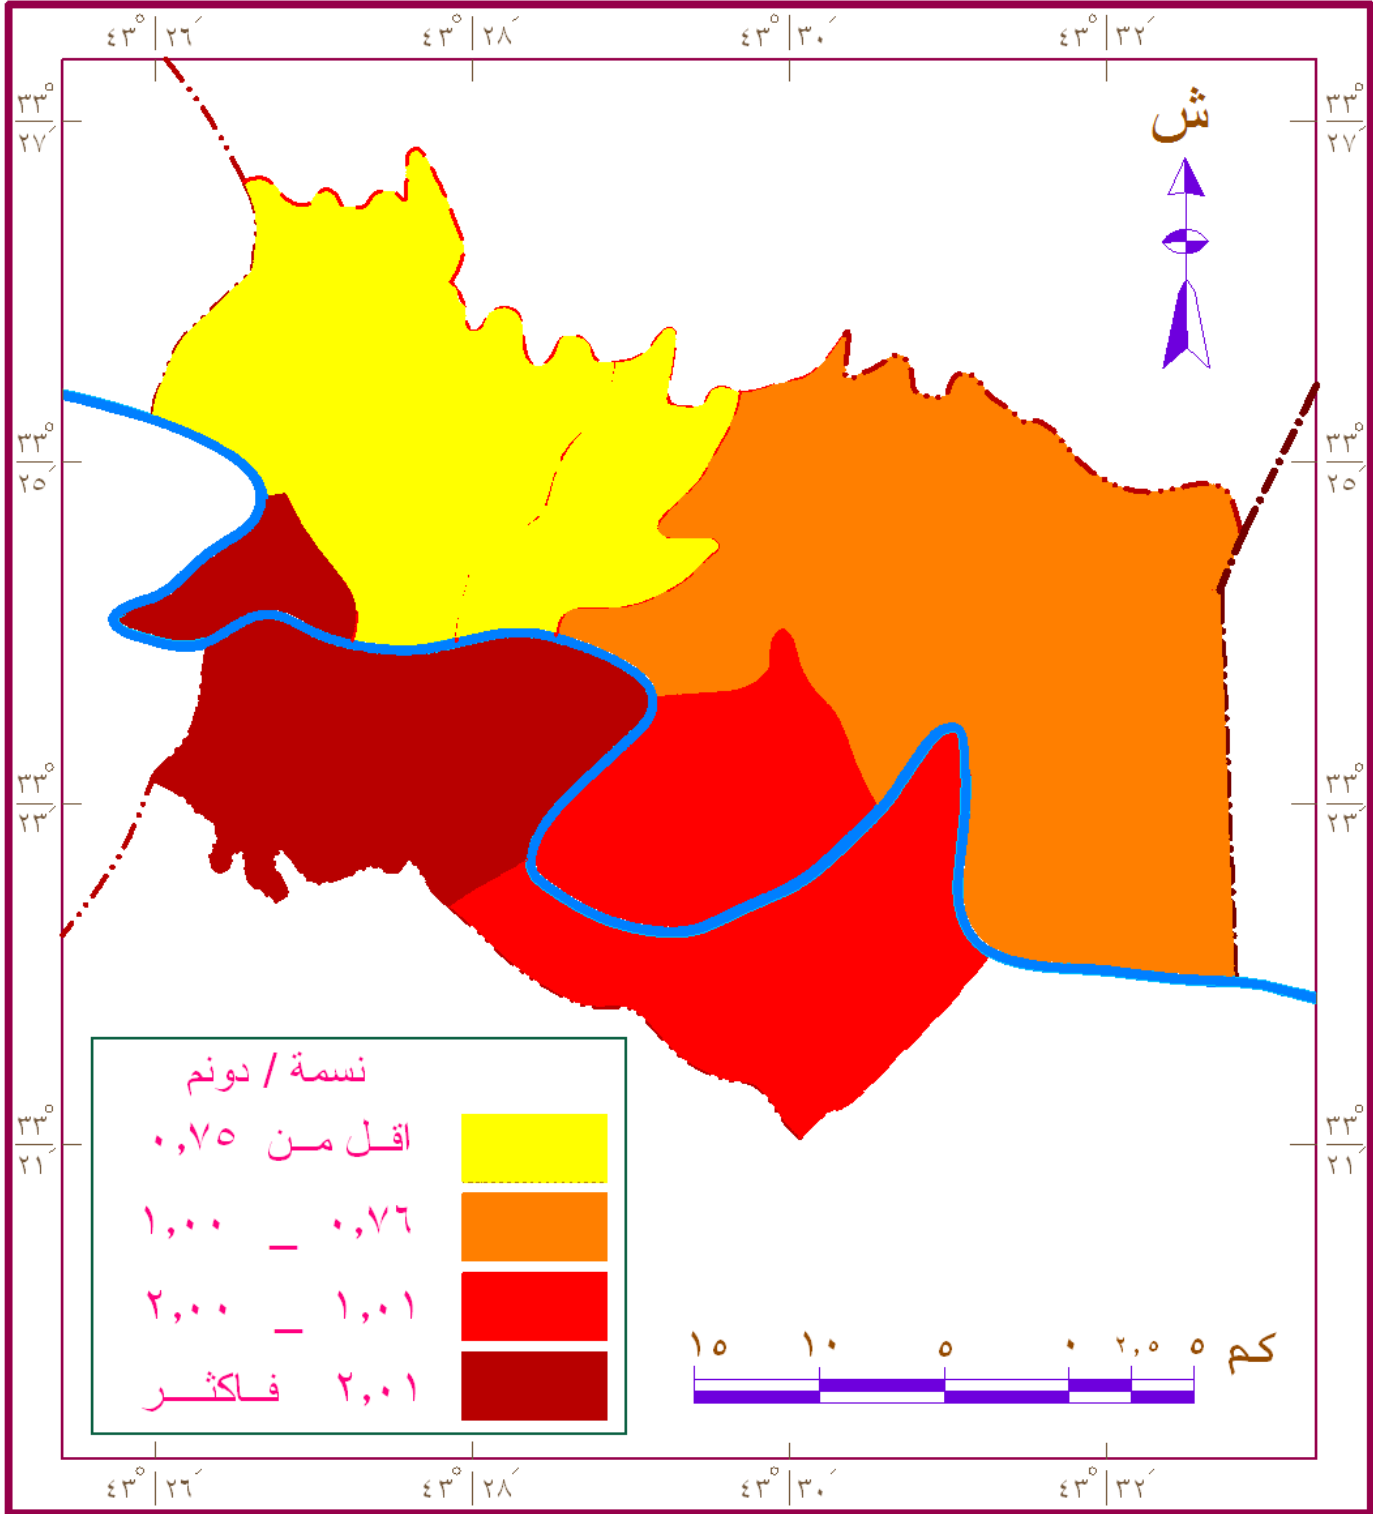 ٤٣° ٢٦′ ٤٣° ٢٨′ ٤٣° ٣٠′ ٤٣° ٣٢′
٣٣° ٢٧′ ٣٣° ٢٧′
ش
٣٣° ٢٥′ ٣٣° ٢٥′
٣٣° ٢٣′ ٣٣° ٢٣′
٣٣° ٢١′ ٣٣° ٢١′
نسمة / دونم
اقل من ٠,٧٥
٠,٧٦ _ ١,٠٠
١,٠١ _ ٢,٠٠
٢,٠١ فاكثر
١٥ ١٠ ٥ ٠ ٢,٥ ٥ كم
٤٣° ٢٦′ ٤٣° ٢٨′ ٤٣° ٣٠′ ٤٣° ٣٢′